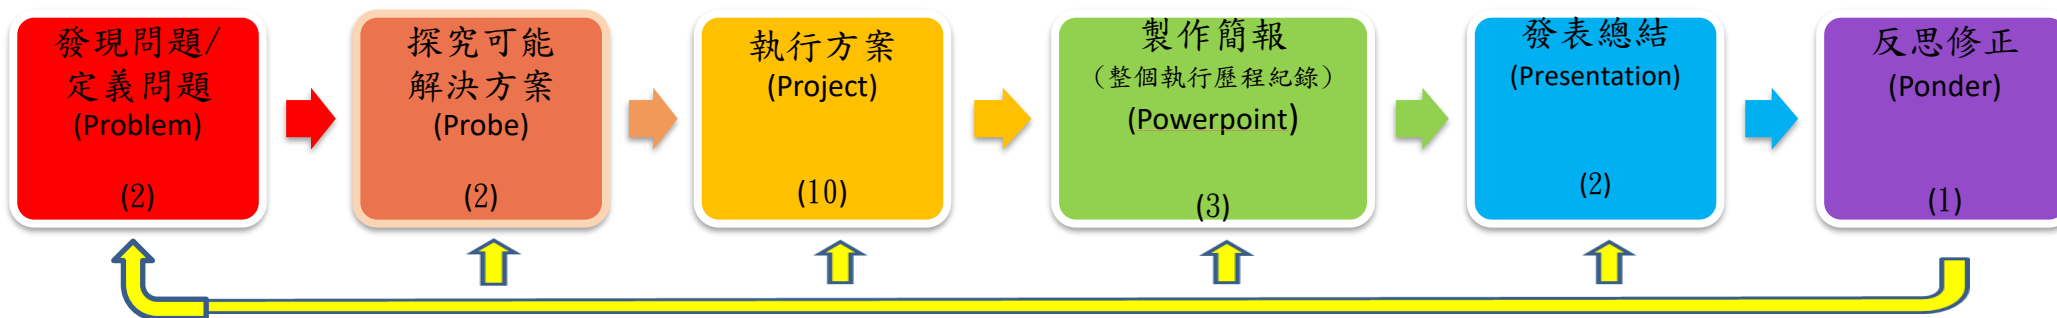 發現問題/
定義問題
(Problem)
(2)
探究可能
解決方案
(Probe)
(2)
執行方案
(Project)
(10)
製作簡報
（整個執行歷程紀錄）
(Powerpoint)
(3)
發表總結
(Presentation)
(2)
反思修正
(Ponder)
(1)